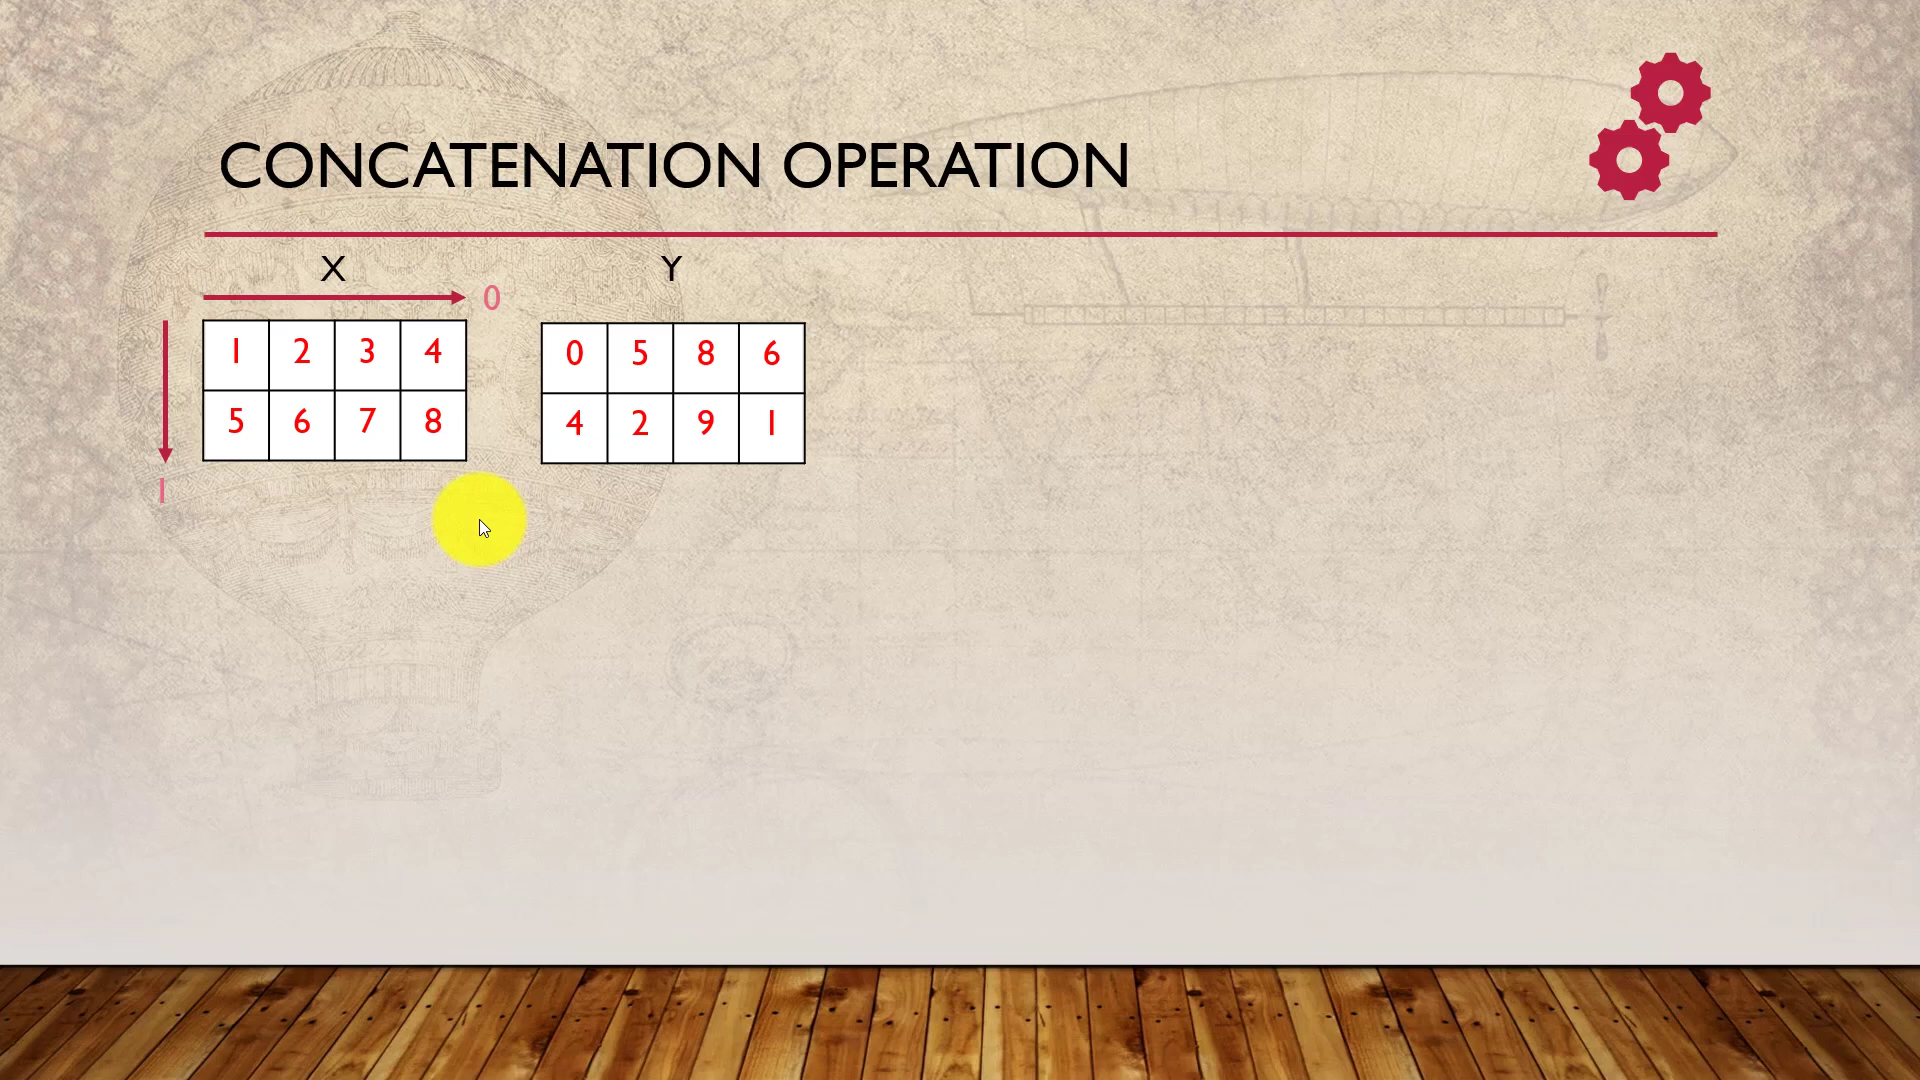 CONCATENATION OPERATION
X Y
0
1 2 3 4 0 5 8 6
5 6 7 8 4 2 9 1
1